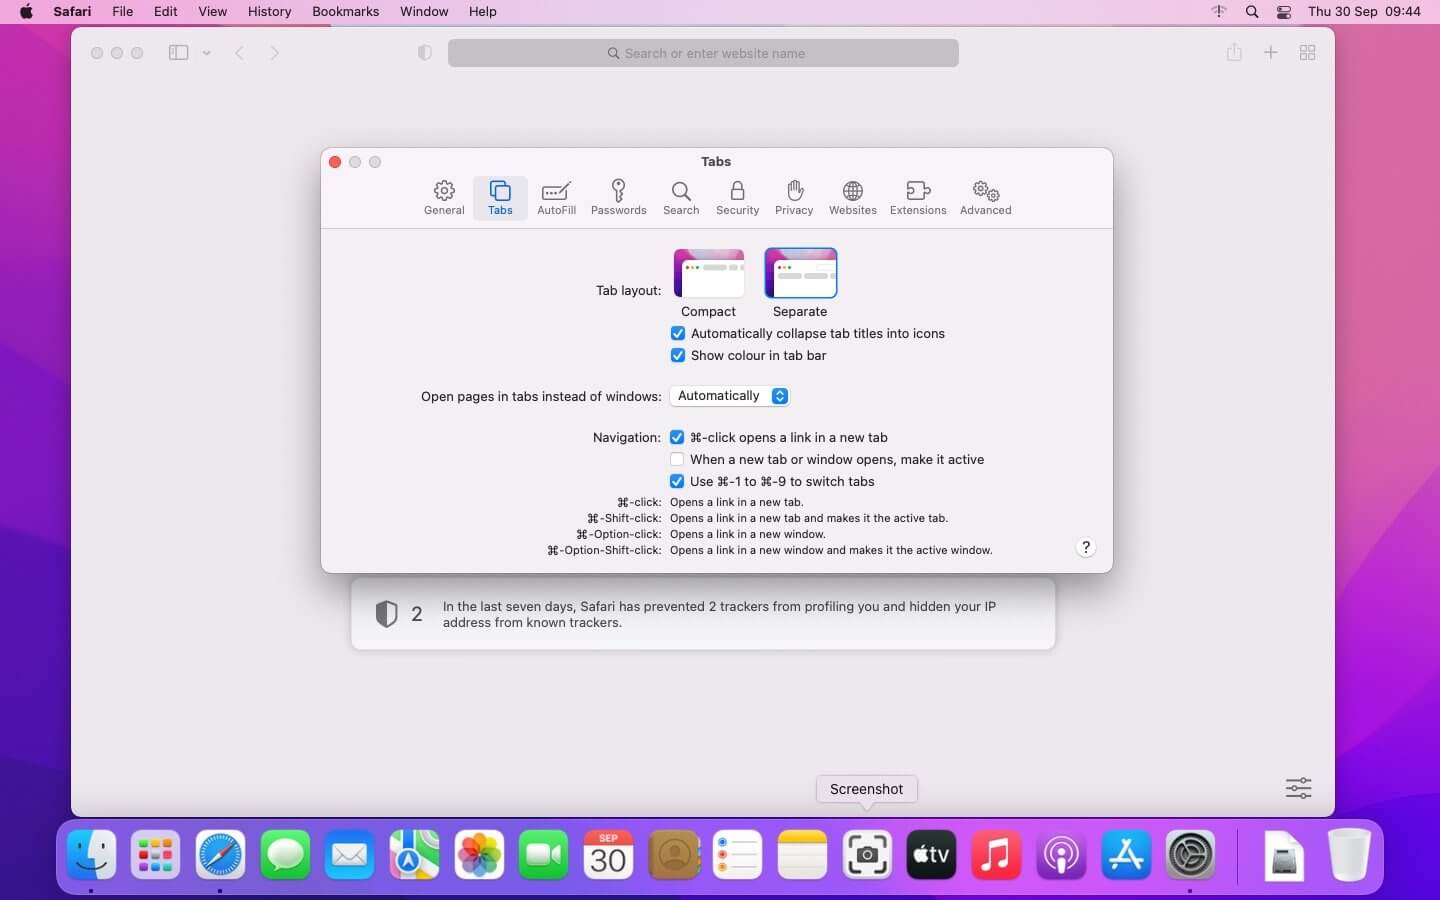 Safari File Edit View History Bookmarks Window Help Thu 30 Sep 09:44
Search or enter website name
Tabs
General Tabs AutoFill Passwords Search Security Privacy Websites Extensions Advanced
Tab layout:
Compact Separate
Automatically collapse tab titles into icons
Show colour in tab bar
Open pages in tabs instead of windows: Automatically
Navigation: ⌘-click opens a link in a new tab
When a new tab or window opens, make it active
Use ⌘-1 to ⌘-9 to switch tabs
⌘-click: Opens a link in a new tab.
⌘-Shift-click: Opens a link in a new tab and makes it the active tab.
⌘-Option-click: Opens a link in a new window.
⌘-Option-Shift-click: Opens a link in a new window and makes it the active window.
?
2 In the last seven days, Safari has prevented 2 trackers from profiling you and hidden your IP
address from known trackers.
Screenshot
SEP
30
tv